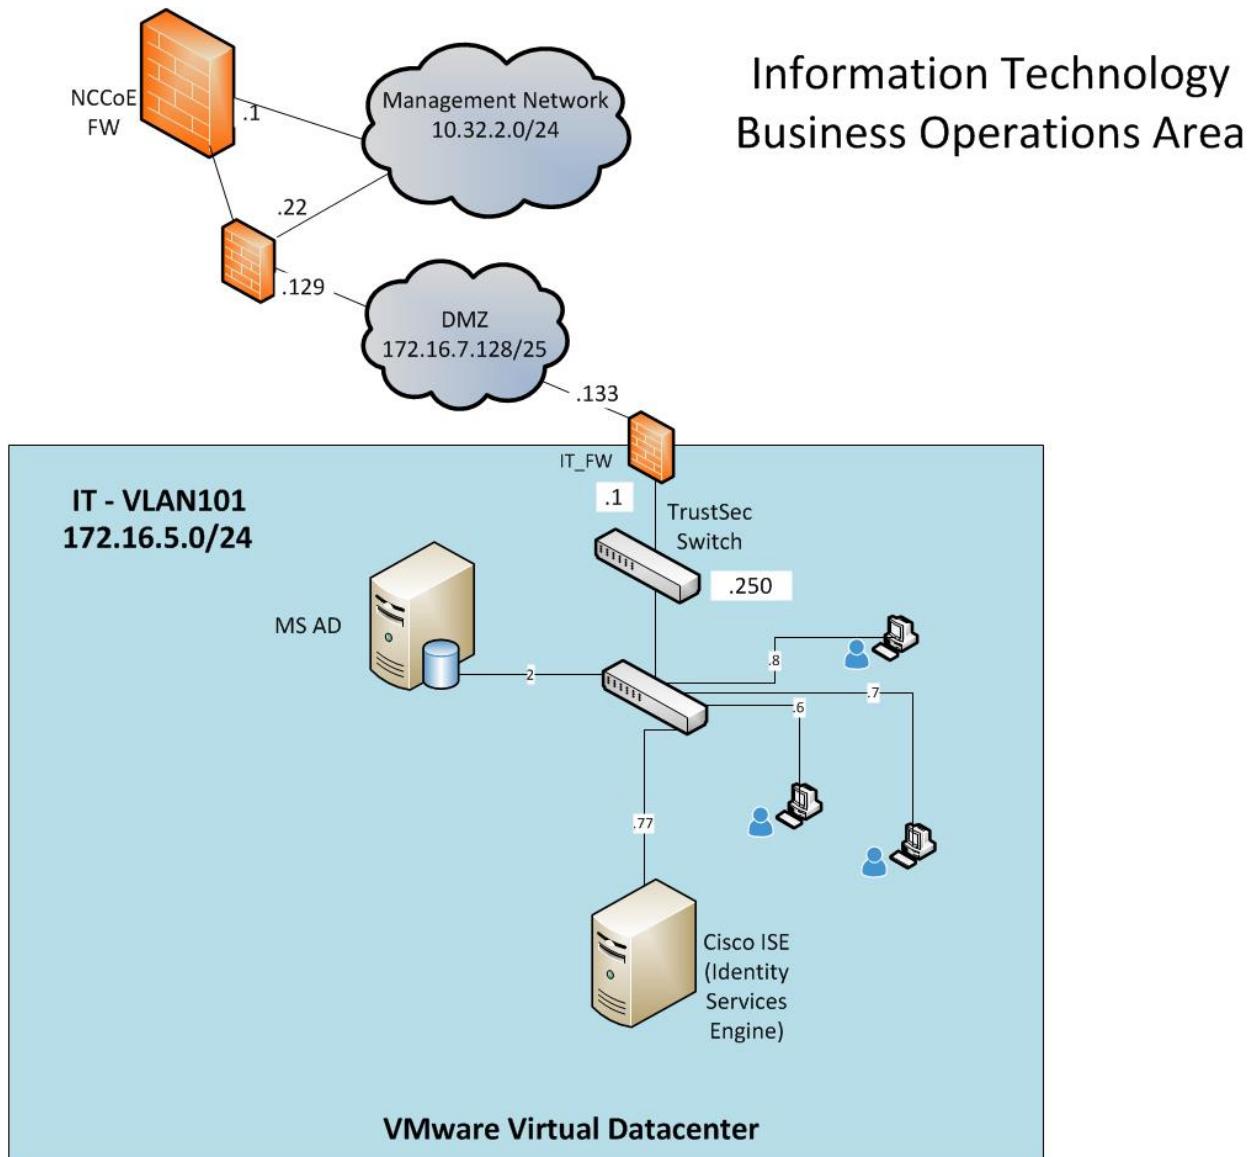 Information Technology
Business Operations Area
NCCoE
FW
.1
Management Network
10.32.2.0/24
.22
.129
DMZ
172.16.7.128/25
.133
IT_FW
IT - VLAN101
172.16.5.0/24
.1
TrustSec
Switch
.250
MS AD
2
.8
.7
.6
.77
Cisco ISE
(Identity
Services
Engine)
VMware Virtual Datacenter